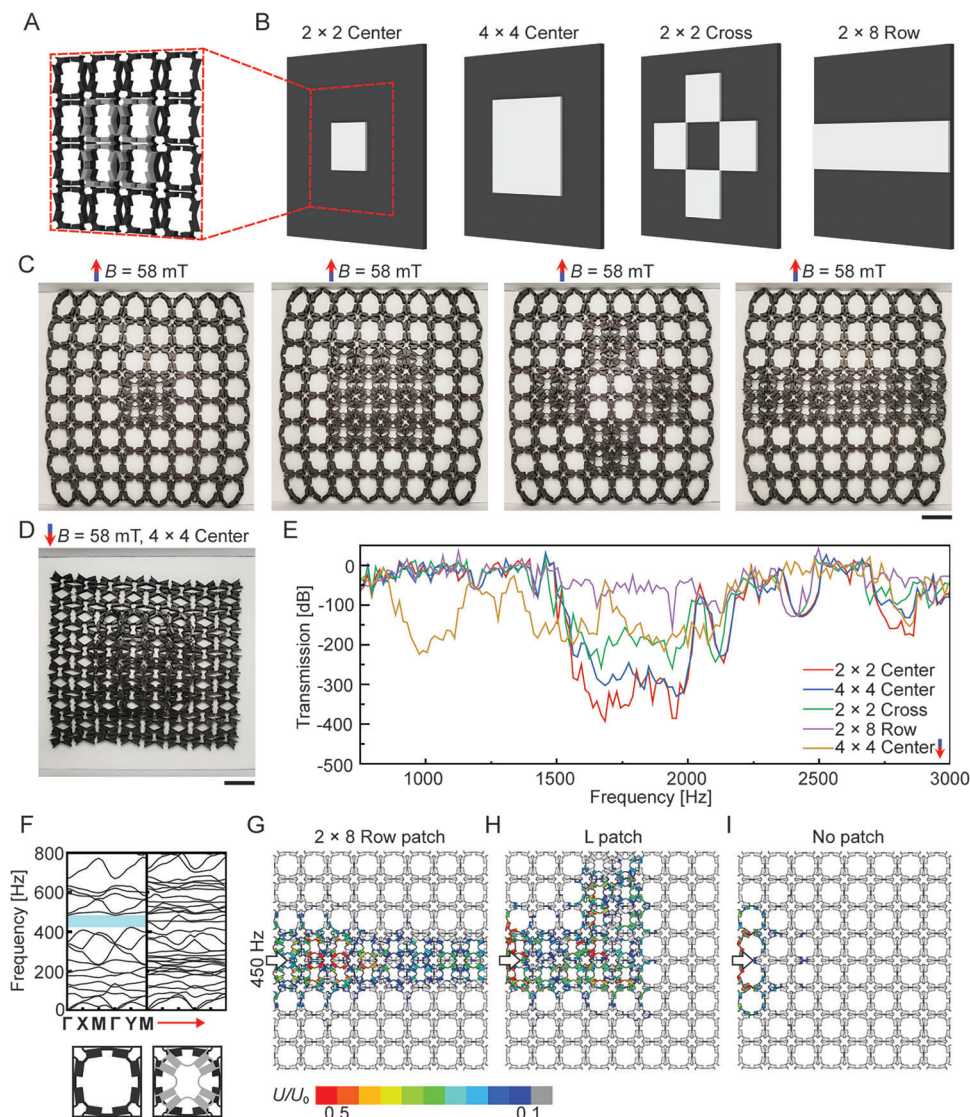 A
B
2 × 2 Center
4 × 4 Center
2 × 2 Cross
2 × 8 Row
C
B = 58 mT
B = 58 mT
B = 58 mT
B = 58 mT
D
B = 58 mT, 4 × 4 Center
E
Transmission [dB]
0
-100
-200
-300
-400
-500
1000
1500
2000
2500
3000
Frequency [Hz]
2 × 2 Center
4 × 4 Center
2 × 2 Cross
2 × 8 Row
4 × 4 Center
F
Frequency [Hz]
800
600
400
200
0
Γ X M Γ Y M
G
2 × 8 Row patch
450 Hz
H
L patch
I
No patch
U/U₀
0.5
0.1